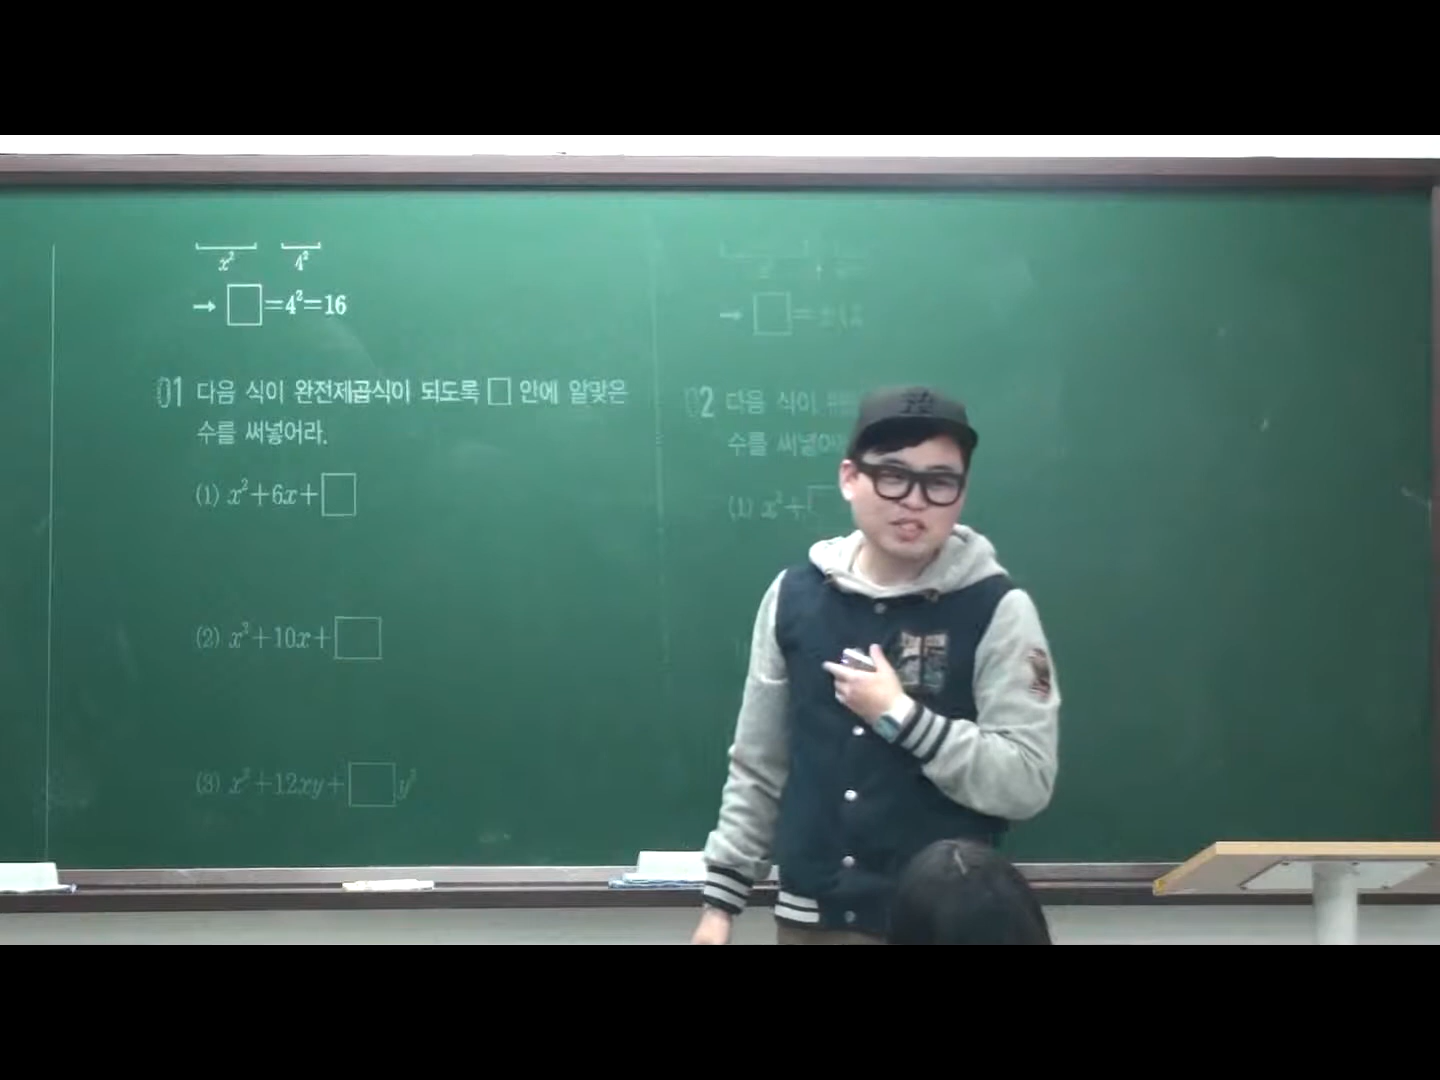 x² 4²
→ □=4²=16
01 다음 식이 완전제곱식이 되도록 □ 안에 알맞은
수를 써넣어라.
(1) x²+6x+□
(2) x²+10x+□
(3) x²+12xy+□y²
→ □=±
02 다음 식이
수를 써넣어
(1) x²+□